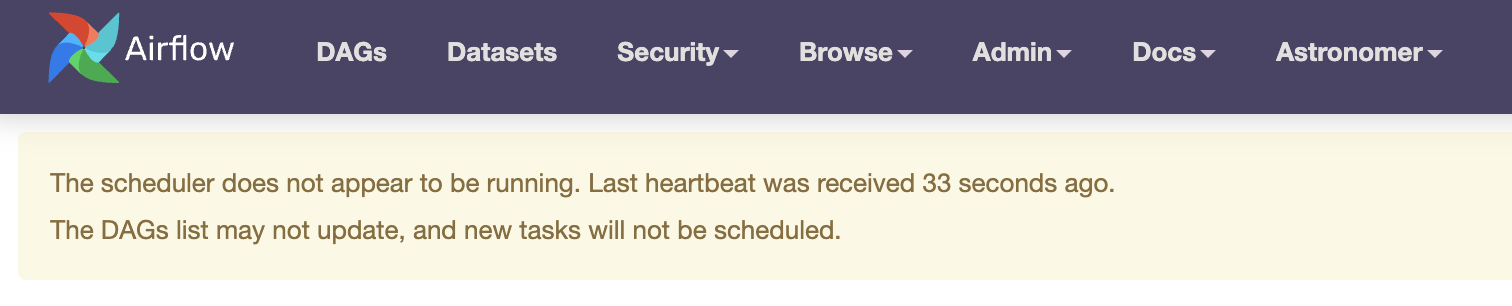 Airflow DAGs Datasets Security Browse Admin Docs Astronomer
The scheduler does not appear to be running. Last heartbeat was received 33 seconds ago.
The DAGs list may not update, and new tasks will not be scheduled.